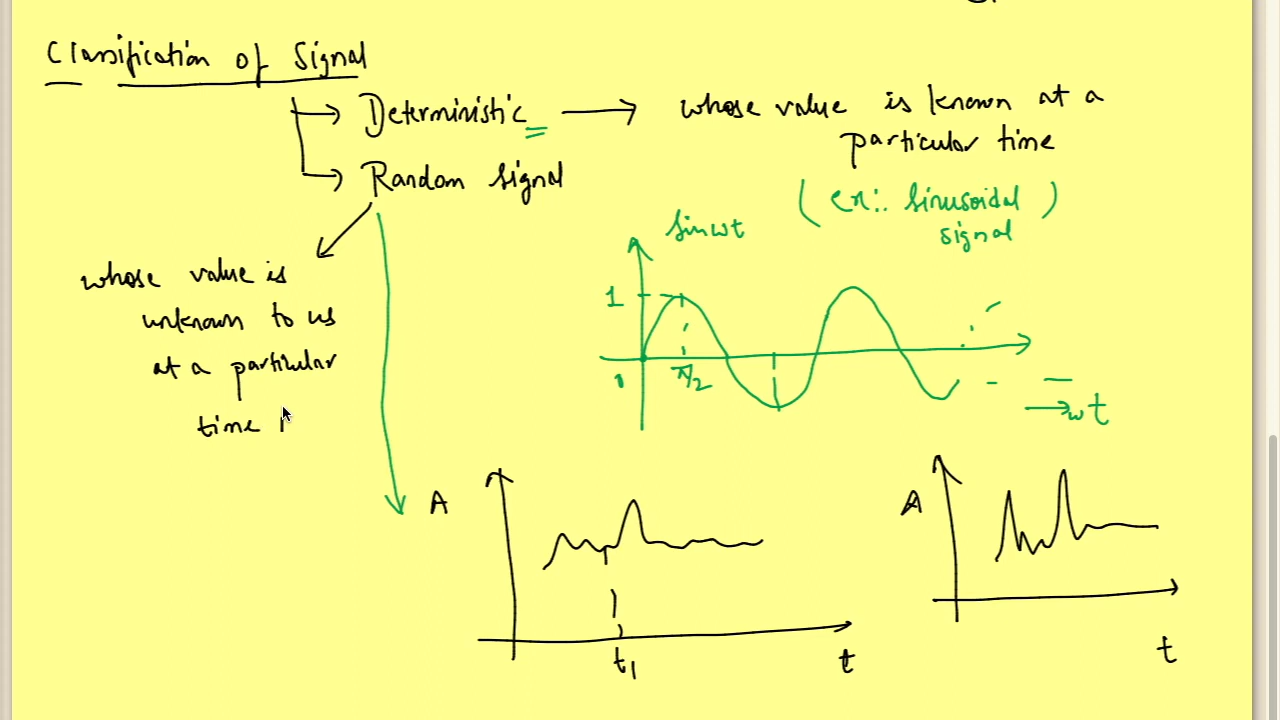 Classification of Signal
Deterministic → whose value is known at a
particular time
Random signal
(ex:. sinusoidal)
signal
sinωt
whose value is
unknown to us
at a particular
time
1
π/2
→ωt
A
t1
t
A
t